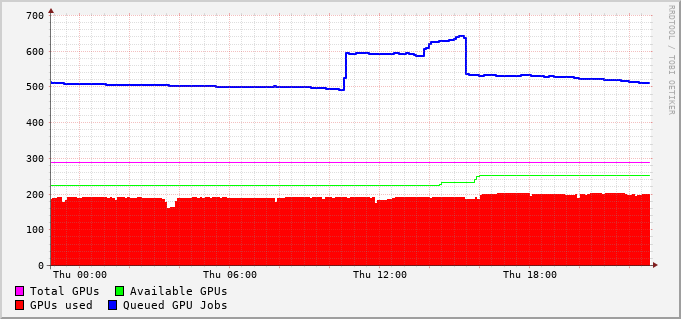 700
600
500
400
300
200
100
0
Thu 00:00 Thu 06:00 Thu 12:00 Thu 18:00
Total GPUs Available GPUs
GPUs used Queued GPU Jobs
RRDTOOL / TOBI OETIKER